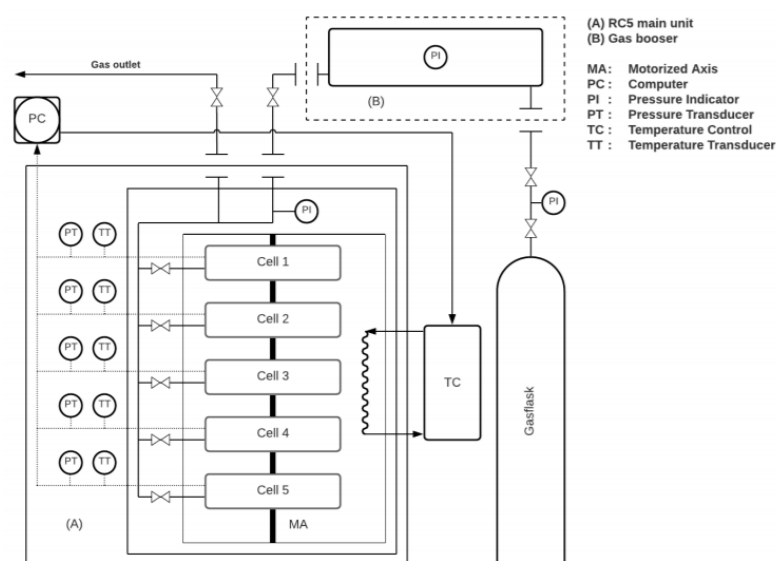 (A) RC5 main unit
(B) Gas booser
MA: Motorized Axis
PC: Computer
PI : Pressure Indicator
PT : Pressure Transducer
TC : Temperature Control
TT : Temperature Transducer
Gas outlet
PI
(B)
PC
PI
PI
PT TT
Cell 1
PT TT
Cell 2
PT TT
Cell 3
PT TT
Cell 4
PT TT
Cell 5
TC
Gasflask
(A)
MA